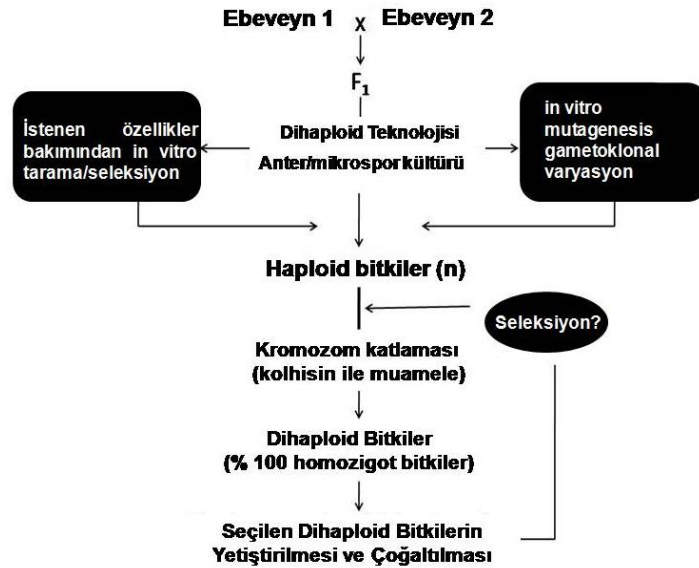 Ebeveyn 1 x Ebeveyn 2
F1
İstenen özellikler
bakımından in vitro
tarama/seleksiyon
Dihaploid Teknolojisi
Anter/mikrosporkültürü
in vitro
mutagenesis
gametoklonal
varyasyon
Haploid bitkiler (n)
Seleksiyon?
Kromozom katlaması
(kolhisin ile muamele)
Dihaploid Bitkiler
(% 100 homozigot bitkiler)
Seçilen Dihaploid Bitkilerin
Yetiştirilmesi ve Çoğaltılması